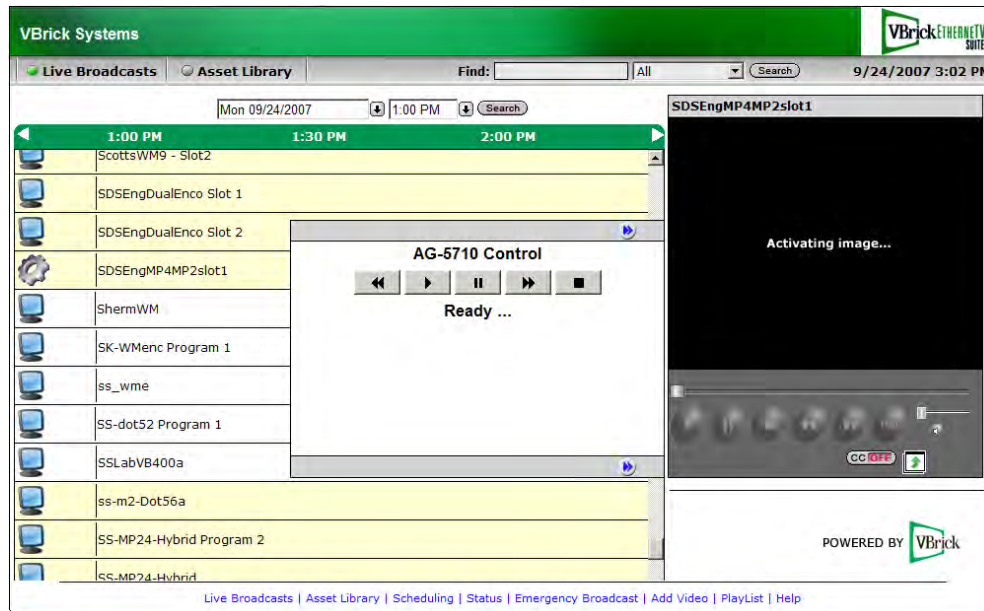 VBrick Systems
VBrick ETHERNETV
SUITE
Live Broadcasts Asset Library Find: All Search 9/24/2007 3:02 PM
Mon 09/24/2007 1:00 PM Search
SDSEngMP4MP2slot1
1:00 PM 1:30 PM 2:00 PM
ScottsWM9 - Slot2
SDSEngDualEnco Slot 1
SDSEngDualEnco Slot 2
AG-5710 Control
Activating image...
SDSEngMP4MP2slot1
Ready ...
ShermWM
SK-WMenc Program 1
ss_wme
SS-dot52 Program 1
SSLabVB400a
CC OFF
ss-m2-Dot56a
SS-MP24-Hybrid Program 2
POWERED BY VBrick
SS-MP24-Hybrid
Live Broadcasts | Asset Library | Scheduling | Status | Emergency Broadcast | Add Video | PlayList | Help